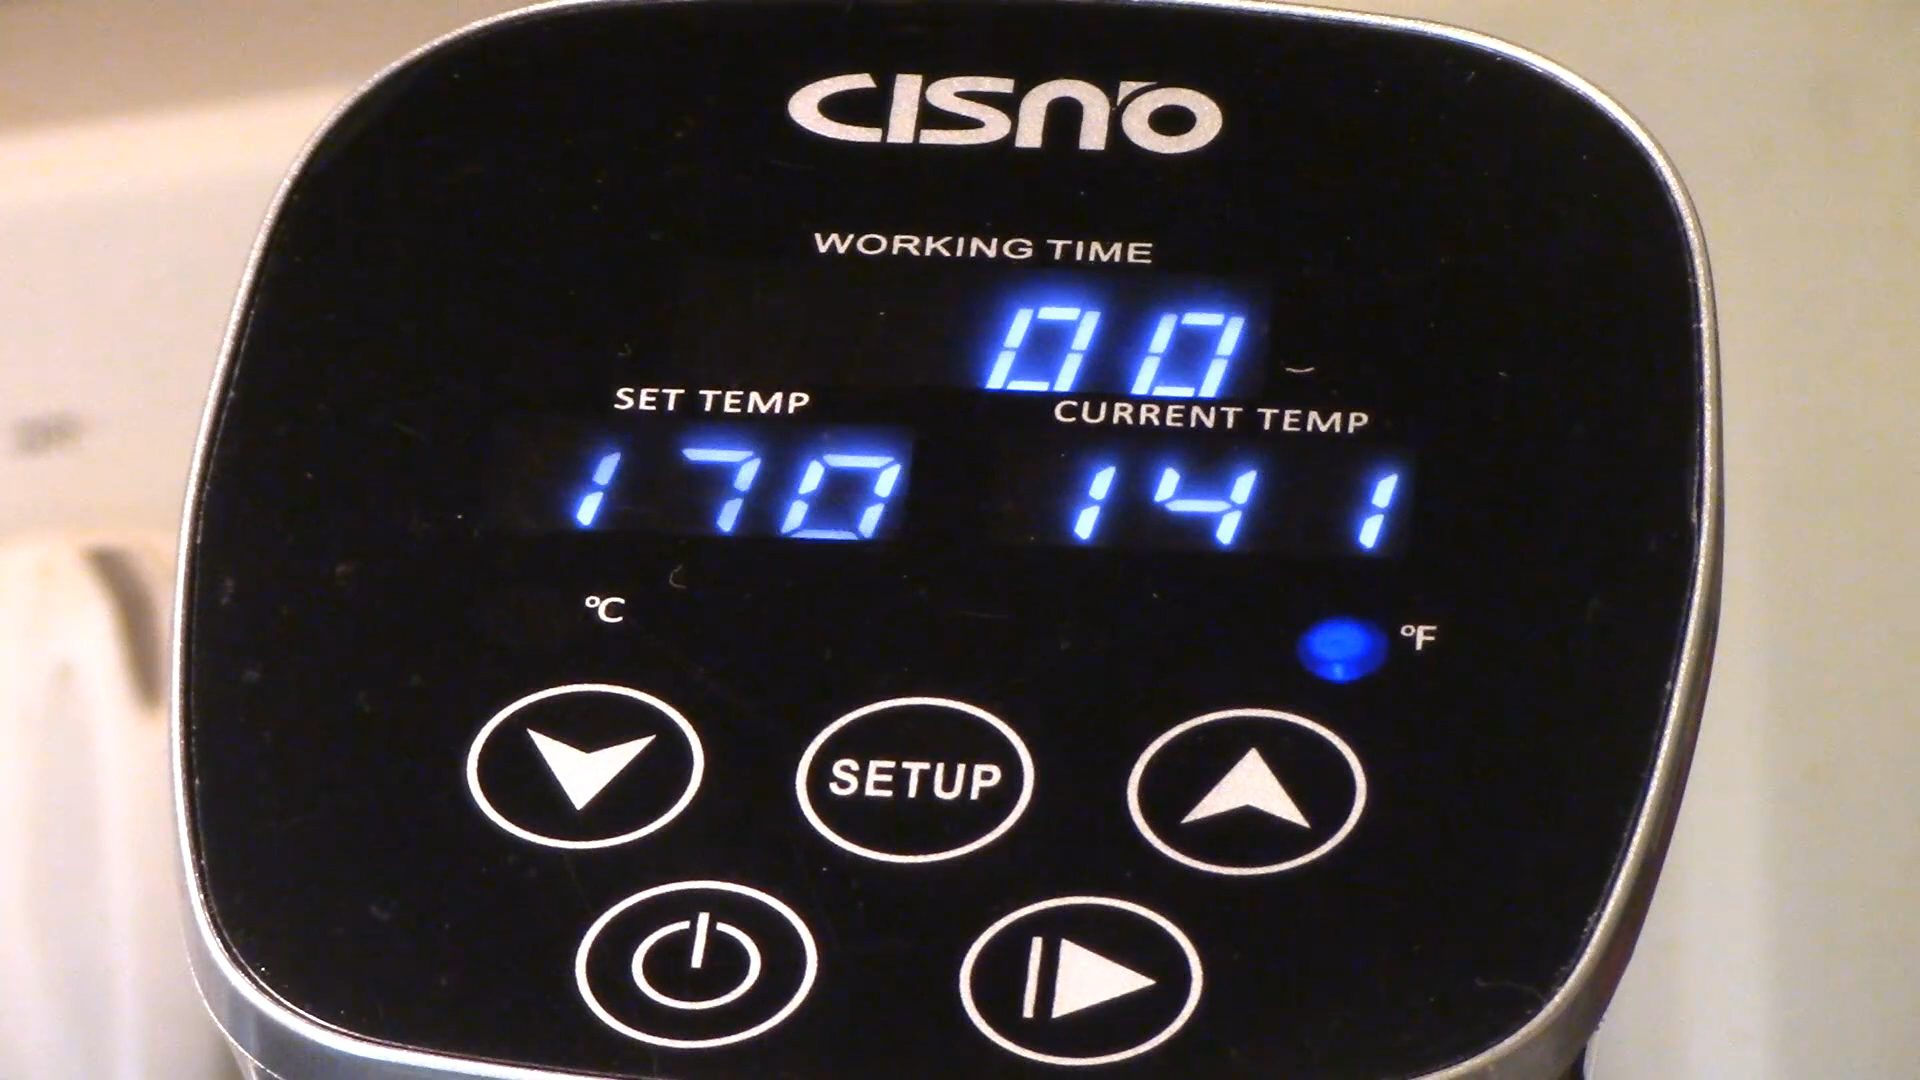 CISNO
WORKING TIME
00
SET TEMP CURRENT TEMP
170 141
°C °F
SETUP